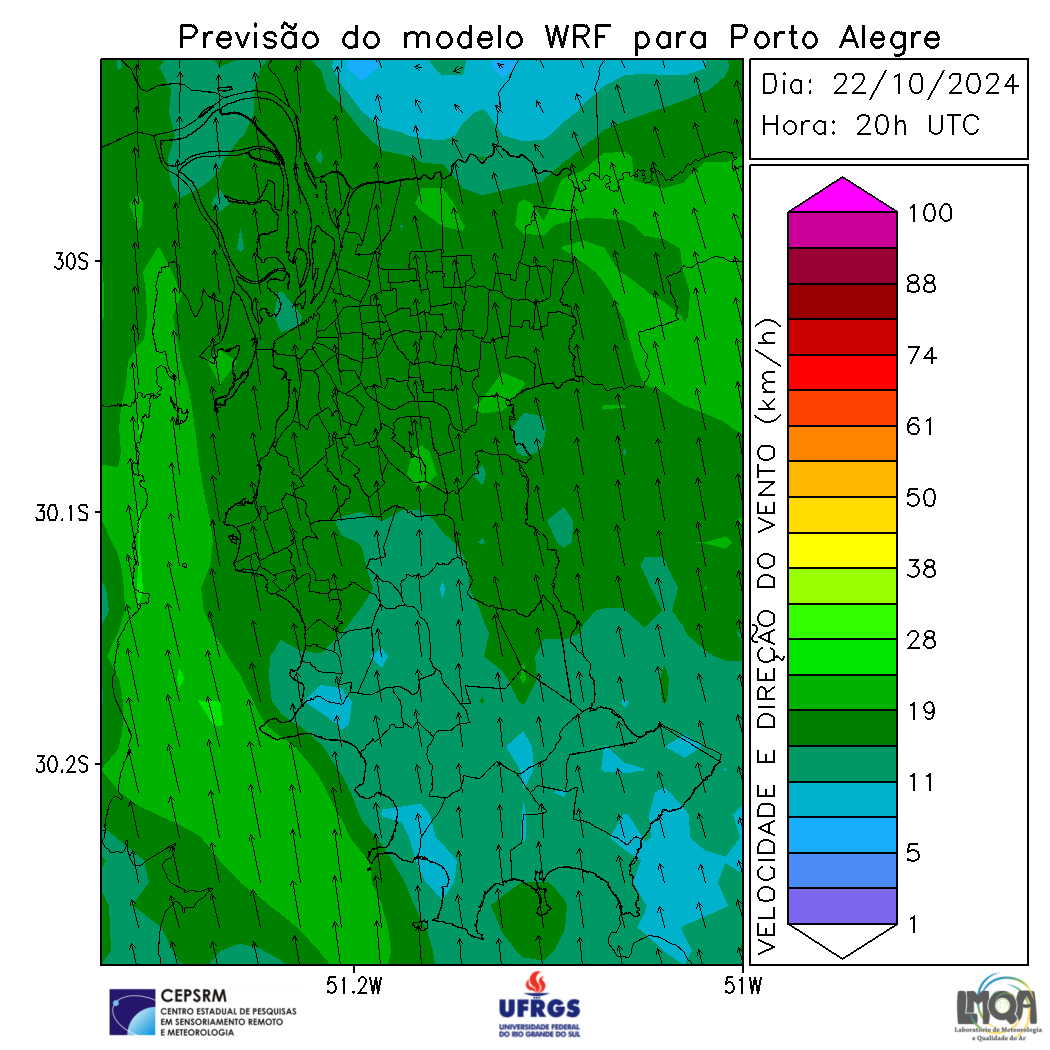 Previsão do modelo WRF para Porto Alegre
Dia: 22/10/2024
Hora: 20h UTC
30S
30.1S
30.2S
51.2W
51W
VELOCIDADE E DIREÇÃO DO VENTO (km/h)
100
88
74
61
50
38
28
19
11
5
1
CEPSRM
CENTRO ESTADUAL DE PESQUISAS
EM SENSORIAMENTO REMOTO
E METEOROLOGIA
UFRGS
UNIVERSIDADE FEDERAL
DO RIO GRANDE DO SUL
LMQA
Laboratório de Meteorologia
e Qualidade do Ar